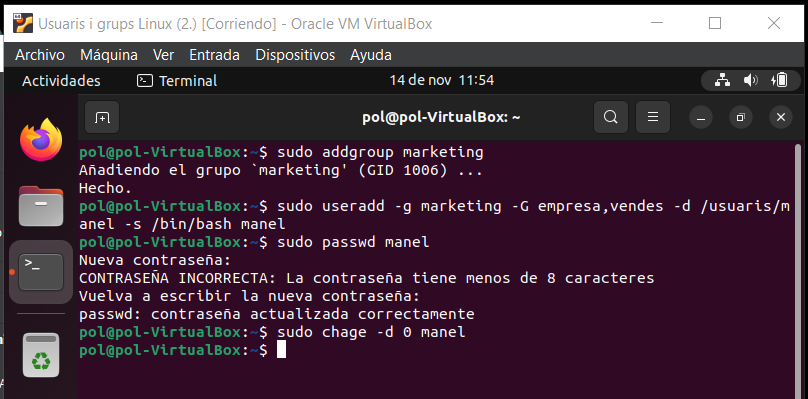 Usuaris i grups Linux (2.) [Corriendo] - Oracle VM VirtualBox
Archivo Máquina Ver Entrada Dispositivos Ayuda
Actividades Terminal 14 de nov 11:54
pol@pol-VirtualBox: ~
pol@pol-VirtualBox:~$ sudo addgroup marketing
Añadiendo el grupo `marketing' (GID 1006) ...
Hecho.
pol@pol-VirtualBox:~$ sudo useradd -g marketing -G empresa,vendes -d /usuaris/m
anel -s /bin/bash manel
pol@pol-VirtualBox:~$ sudo passwd manel
Nueva contraseña:
CONTRASEÑA INCORRECTA: La contraseña tiene menos de 8 caracteres
Vuelva a escribir la nueva contraseña:
passwd: contraseña actualizada correctamente
pol@pol-VirtualBox:~$ sudo chage -d 0 manel
pol@pol-VirtualBox:~$